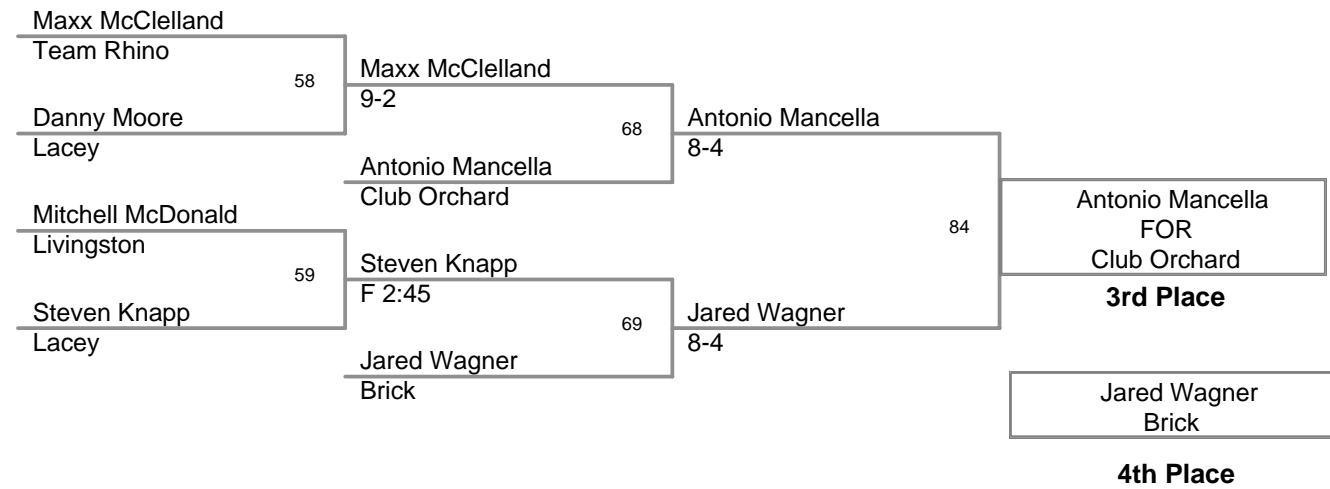 Maxx McClelland
Team Rhino
58
Danny Moore
Lacey
Mitchell McDonald
Livingston
59
Steven Knapp
Lacey
Maxx McClelland
9-2
68
Antonio Mancella
Club Orchard
Steven Knapp
F 2:45
69
Jared Wagner
Brick
Antonio Mancella
8-4
84
Jared Wagner
8-4
Antonio Mancella
FOR
Club Orchard
3rd Place
Jared Wagner
Brick
4th Place